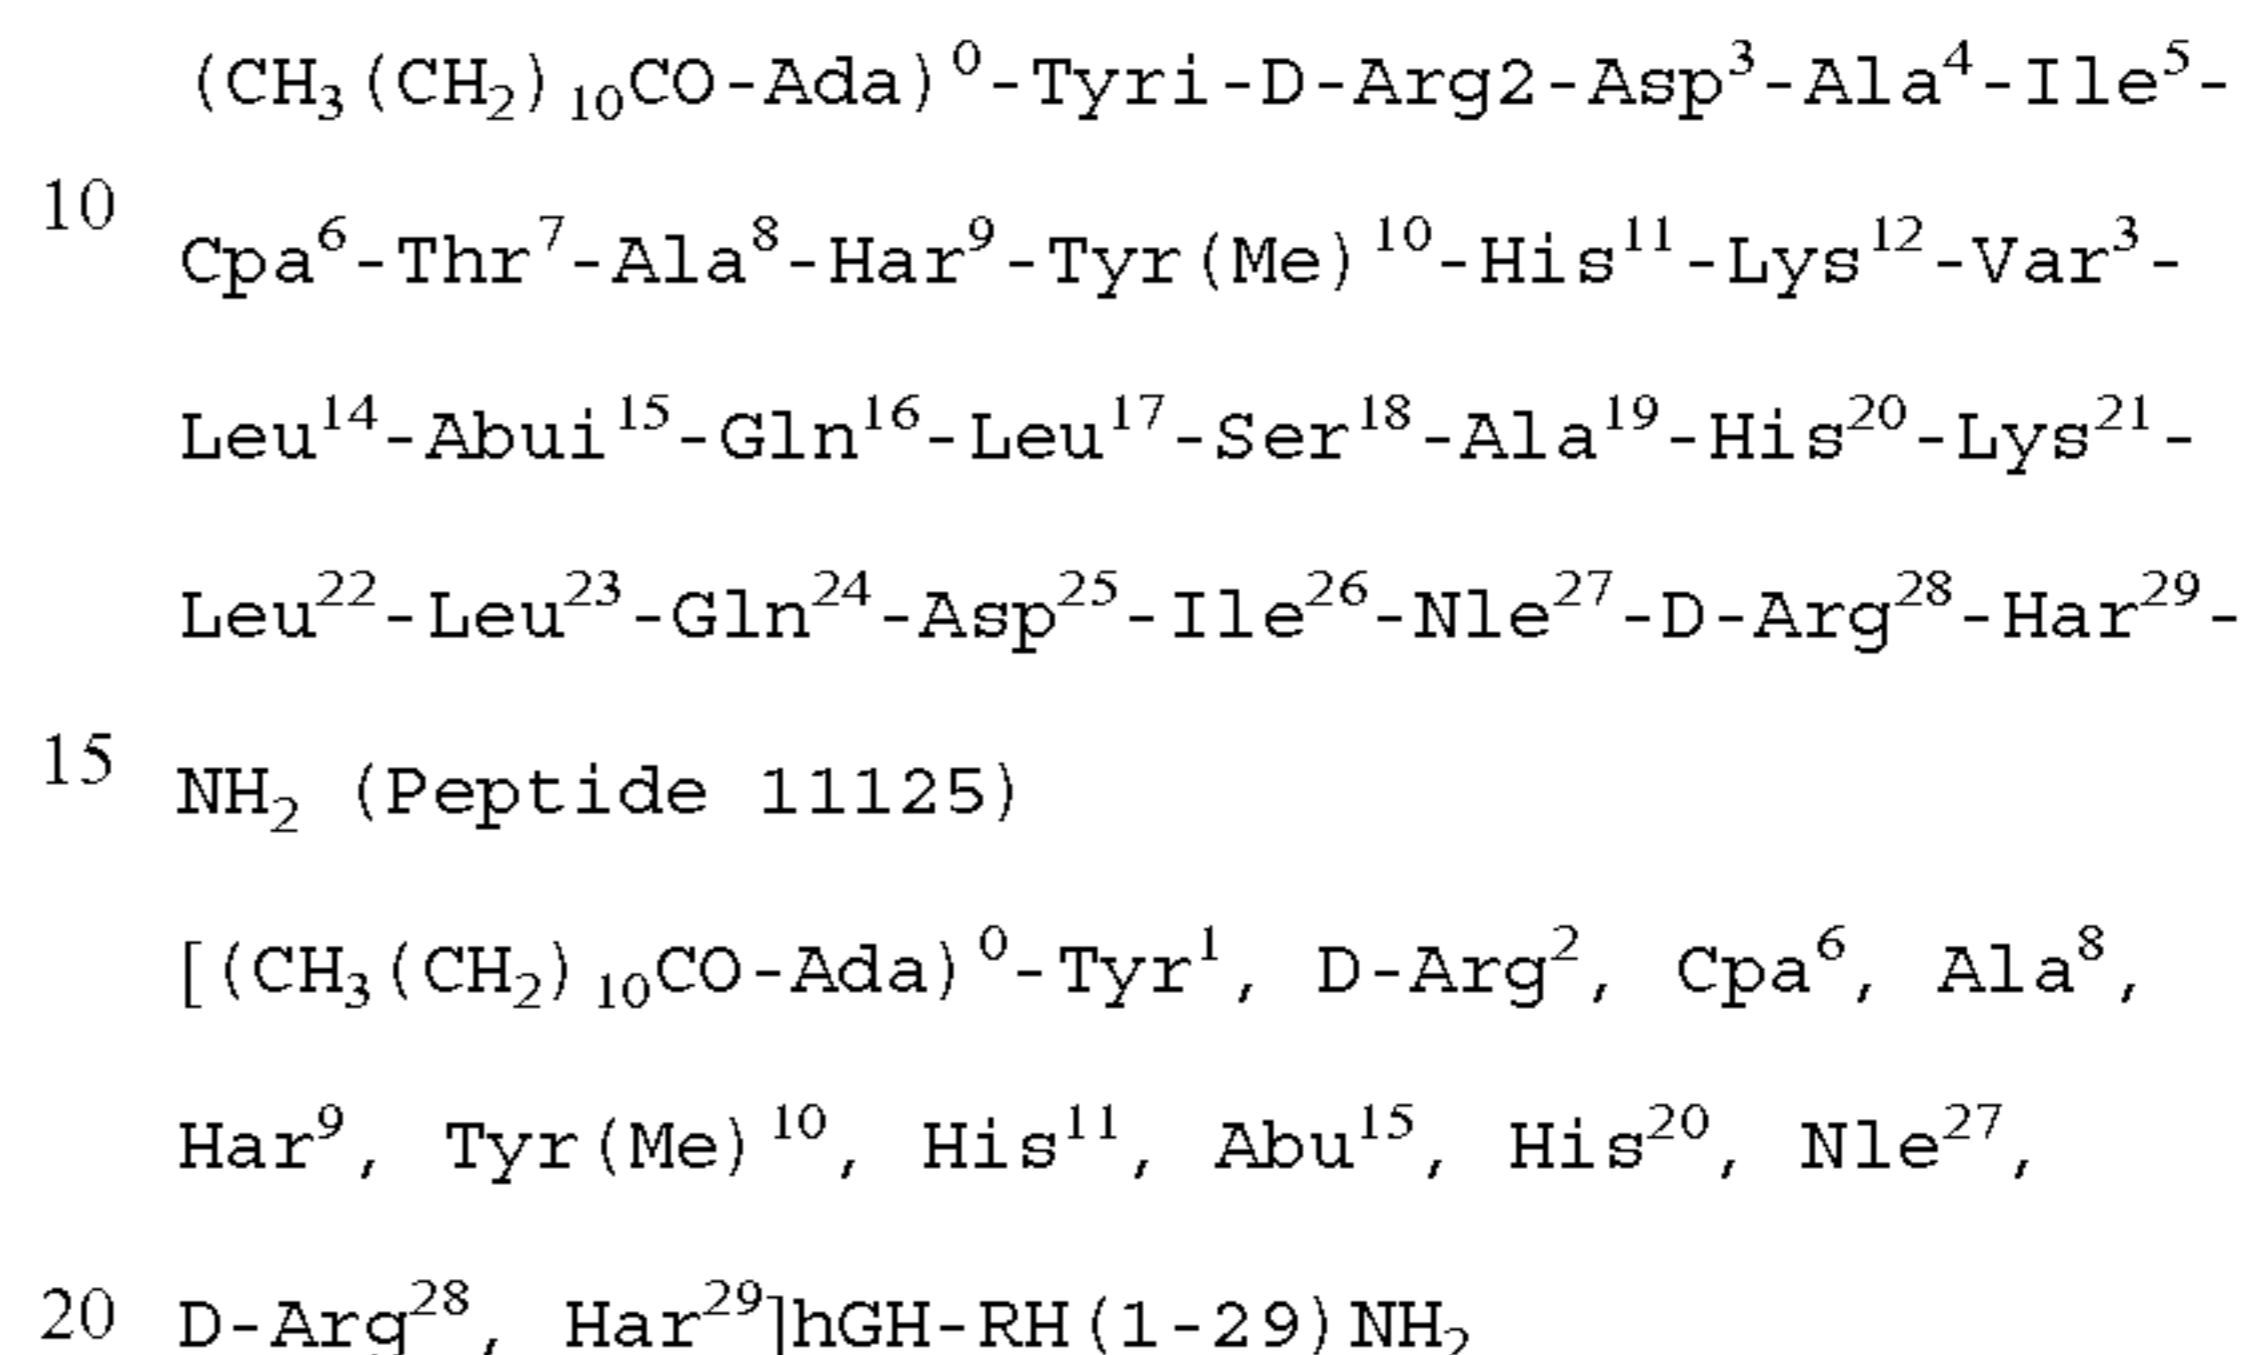 (CH₃(CH₂)₁₀CO-Ada)⁰-Tyri-D-Arg2-Asp³-Ala⁴-Ile⁵-
10 Cpa⁶-Thr⁷-Ala⁸-Har⁹-Tyr(Me)¹⁰-His¹¹-Lys¹²-Var³-
Leu¹⁴-Abui¹⁵-Gln¹⁶-Leu¹⁷-Ser¹⁸-Ala¹⁹-His²⁰-Lys²¹-
Leu²²-Leu²³-Gln²⁴-Asp²⁵-Ile²⁶-Nle²⁷-D-Arg²⁸-Har²⁹-
15 NH₂ (Peptide 11125)
[(CH₃(CH₂)₁₀CO-Ada)⁰-Tyr¹, D-Arg², Cpa⁶, Ala⁸,
Har⁹, Tyr(Me)¹⁰, His¹¹, Abu¹⁵, His²⁰, Nle²⁷,
20 D-Arg²⁸, Har²⁹]hGH-RH(1-29)NH₂